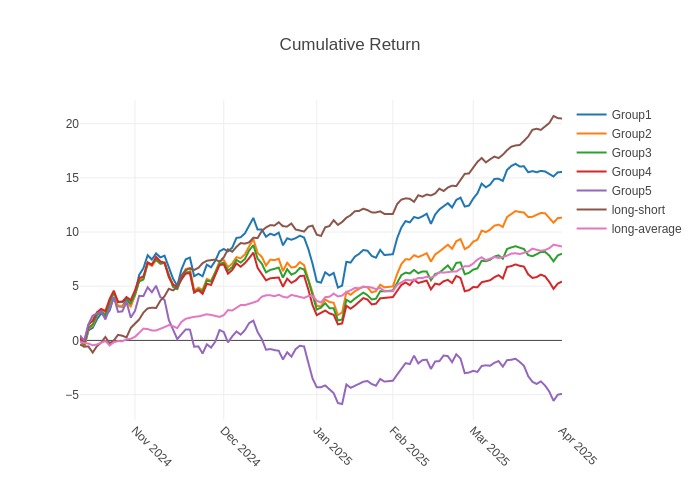 Cumulative Return
20
15
10
5
0
−5
Nov 2024
Dec 2024
Jan 2025
Feb 2025
Mar 2025
Apr 2025
Group1
Group2
Group3
Group4
Group5
long-short
long-average